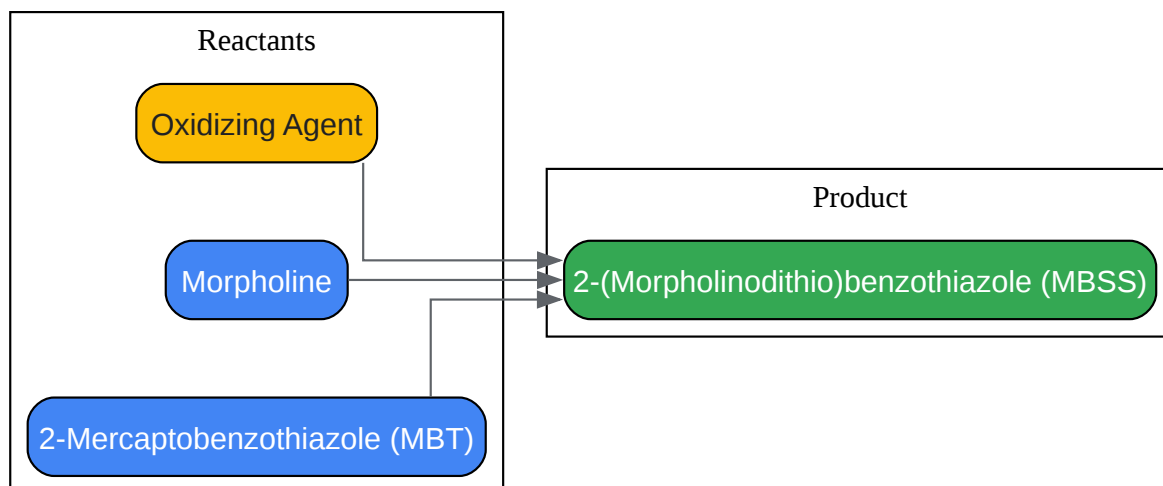 Reactants
Oxidizing Agent
Morpholine
2-Mercaptobenzothiazole (MBT)
Product
2-(Morpholinodithio)benzothiazole (MBSS)